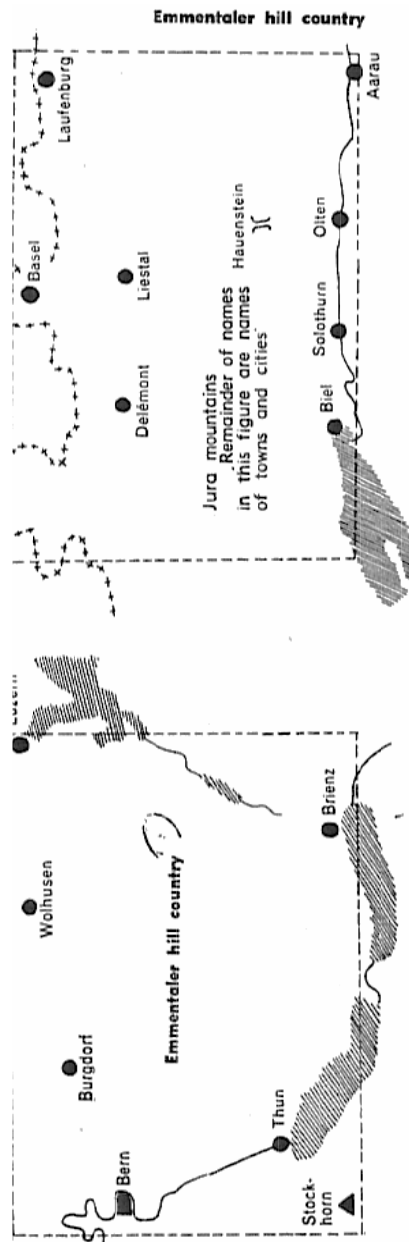 Emmentaler hill country
Laufenburg
Basel
Liestal
Delémont
Aarau
Olten
Solothurn
Biel
Hauenstein
Jura mountains
Remainder of names
in this figure are names
of towns and cities
Wolhusen
Burgdorf
Bern
Emmentaler hill country
Brienz
Thun
Stock-
horn